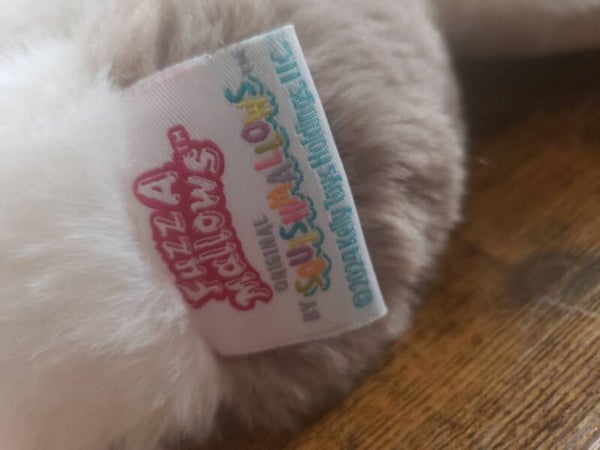 FUZZA
Mallows™
BY ORIGINAL
SQUISHMALLOWS™
©2024 Kelly Toys Holdings LLC